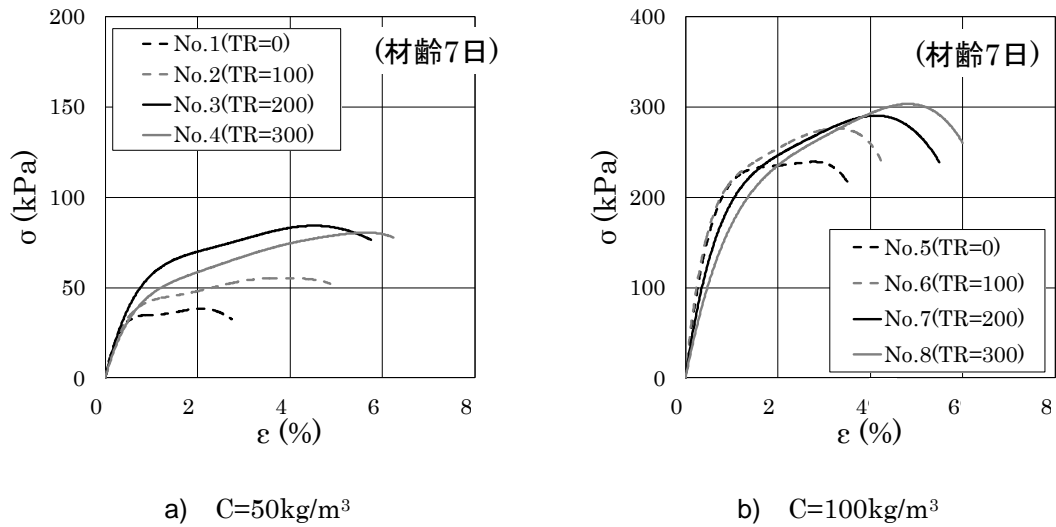 200
150
100
50
0
σ (kPa)
No.1(TR=0)
No.2(TR=100)
No.3(TR=200)
No.4(TR=300)
(材齢7日)
0 2 4 6 8
ε (%)
a) C=50kg/m³
400
300
200
100
0
σ (kPa)
(材齢7日)
No.5(TR=0)
No.6(TR=100)
No.7(TR=200)
No.8(TR=300)
0 2 4 6 8
ε (%)
b) C=100kg/m³